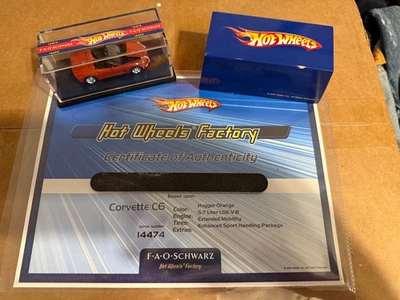 F·A·O SCHWARZ Hot Wheels
Hot Wheels
Hot Wheels
Hot Wheels Factory
Certificate of Authenticity
Based upon:
Corvette C6
Color: Hugger Orange
Engine: 5.7 Liter LS6 V-8
Tires: Extended Mobility
Extras: Enhanced Sport Handling Package
14474
F·A·O SCHWARZ
Hot Wheels Factory